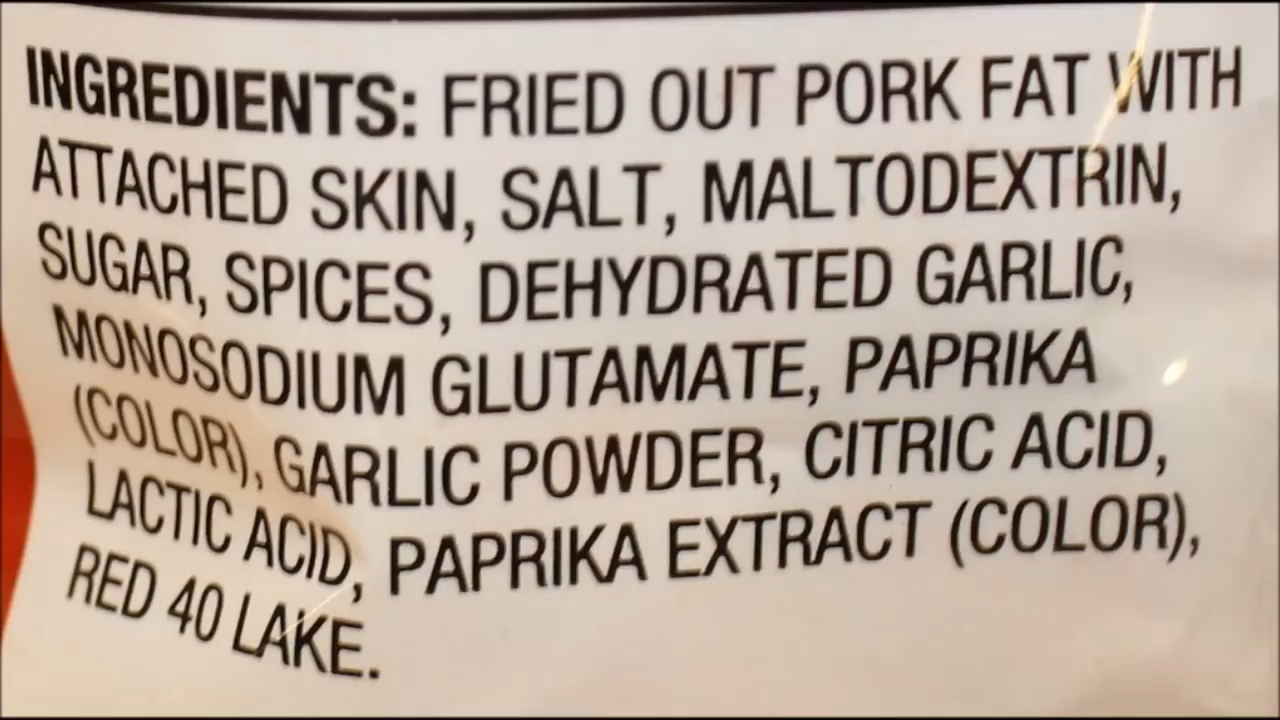 INGREDIENTS: FRIED OUT PORK FAT WITH
ATTACHED SKIN, SALT, MALTODEXTRIN,
SUGAR, SPICES, DEHYDRATED GARLIC,
MONOSODIUM GLUTAMATE, PAPRIKA
(COLOR), GARLIC POWDER, CITRIC ACID,
LACTIC ACID, PAPRIKA EXTRACT (COLOR),
RED 40 LAKE.